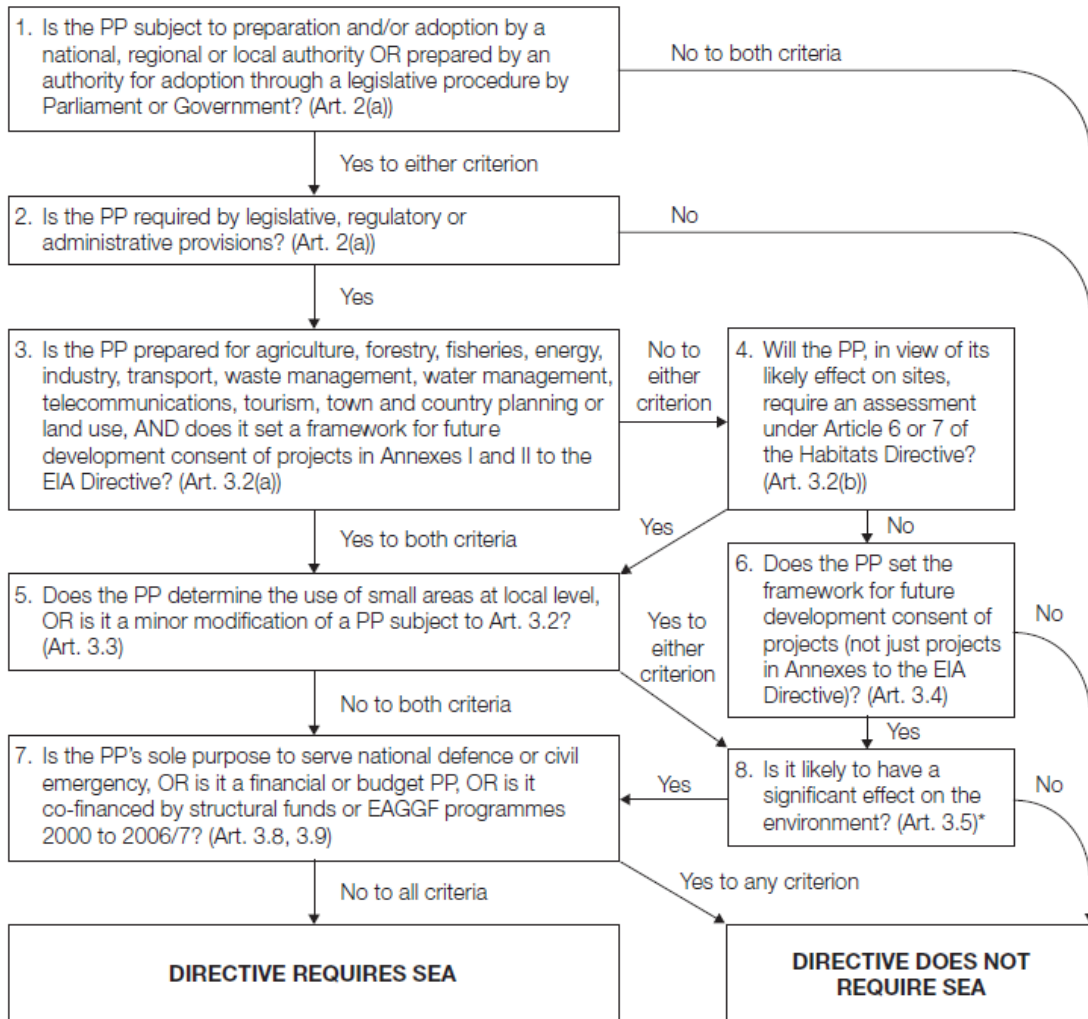 1. Is the PP subject to preparation and/or adoption by a
national, regional or local authority OR prepared by an
authority for adoption through a legislative procedure by
Parliament or Government? (Art. 2(a))
No to both criteria
Yes to either criterion
2. Is the PP required by legislative, regulatory or
administrative provisions? (Art. 2(a))
No
Yes
3. Is the PP prepared for agriculture, forestry, fisheries, energy,
industry, transport, waste management, water management,
telecommunications, tourism, town and country planning or
land use, AND does it set a framework for future
development consent of projects in Annexes I and II to the
EIA Directive? (Art. 3.2(a))
No to
either
criterion
4. Will the PP, in view of its
likely effect on sites,
require an assessment
under Article 6 or 7 of
the Habitats Directive?
(Art. 3.2(b))
Yes to both criteria
Yes
No
5. Does the PP determine the use of small areas at local level,
OR is it a minor modification of a PP subject to Art. 3.2?
(Art. 3.3)
Yes to
either
criterion
6. Does the PP set the
framework for future
development consent of
projects (not just projects
in Annexes to the EIA
Directive)? (Art. 3.4)
No
No to both criteria
Yes
7. Is the PP's sole purpose to serve national defence or civil
emergency, OR is it a financial or budget PP, OR is it
co-financed by structural funds or EAGGF programmes
2000 to 2006/7? (Art. 3.8, 3.9)
Yes
8. Is it likely to have a
significant effect on the
environment? (Art. 3.5)*
No
No to all criteria
Yes to any criterion
DIRECTIVE REQUIRES SEA
DIRECTIVE DOES NOT
REQUIRE SEA